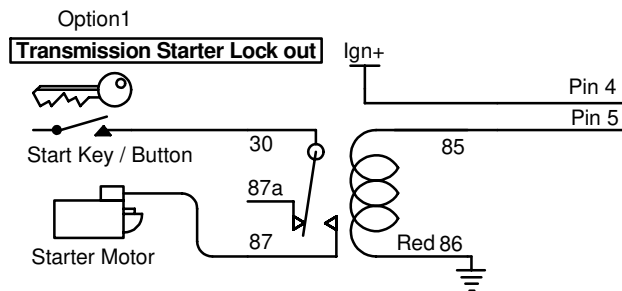 Option1
Transmission Starter Lock out
Ign+
Pin 4
Pin 5
Start Key / Button
30
85
87a
87
Red 86
Starter Motor